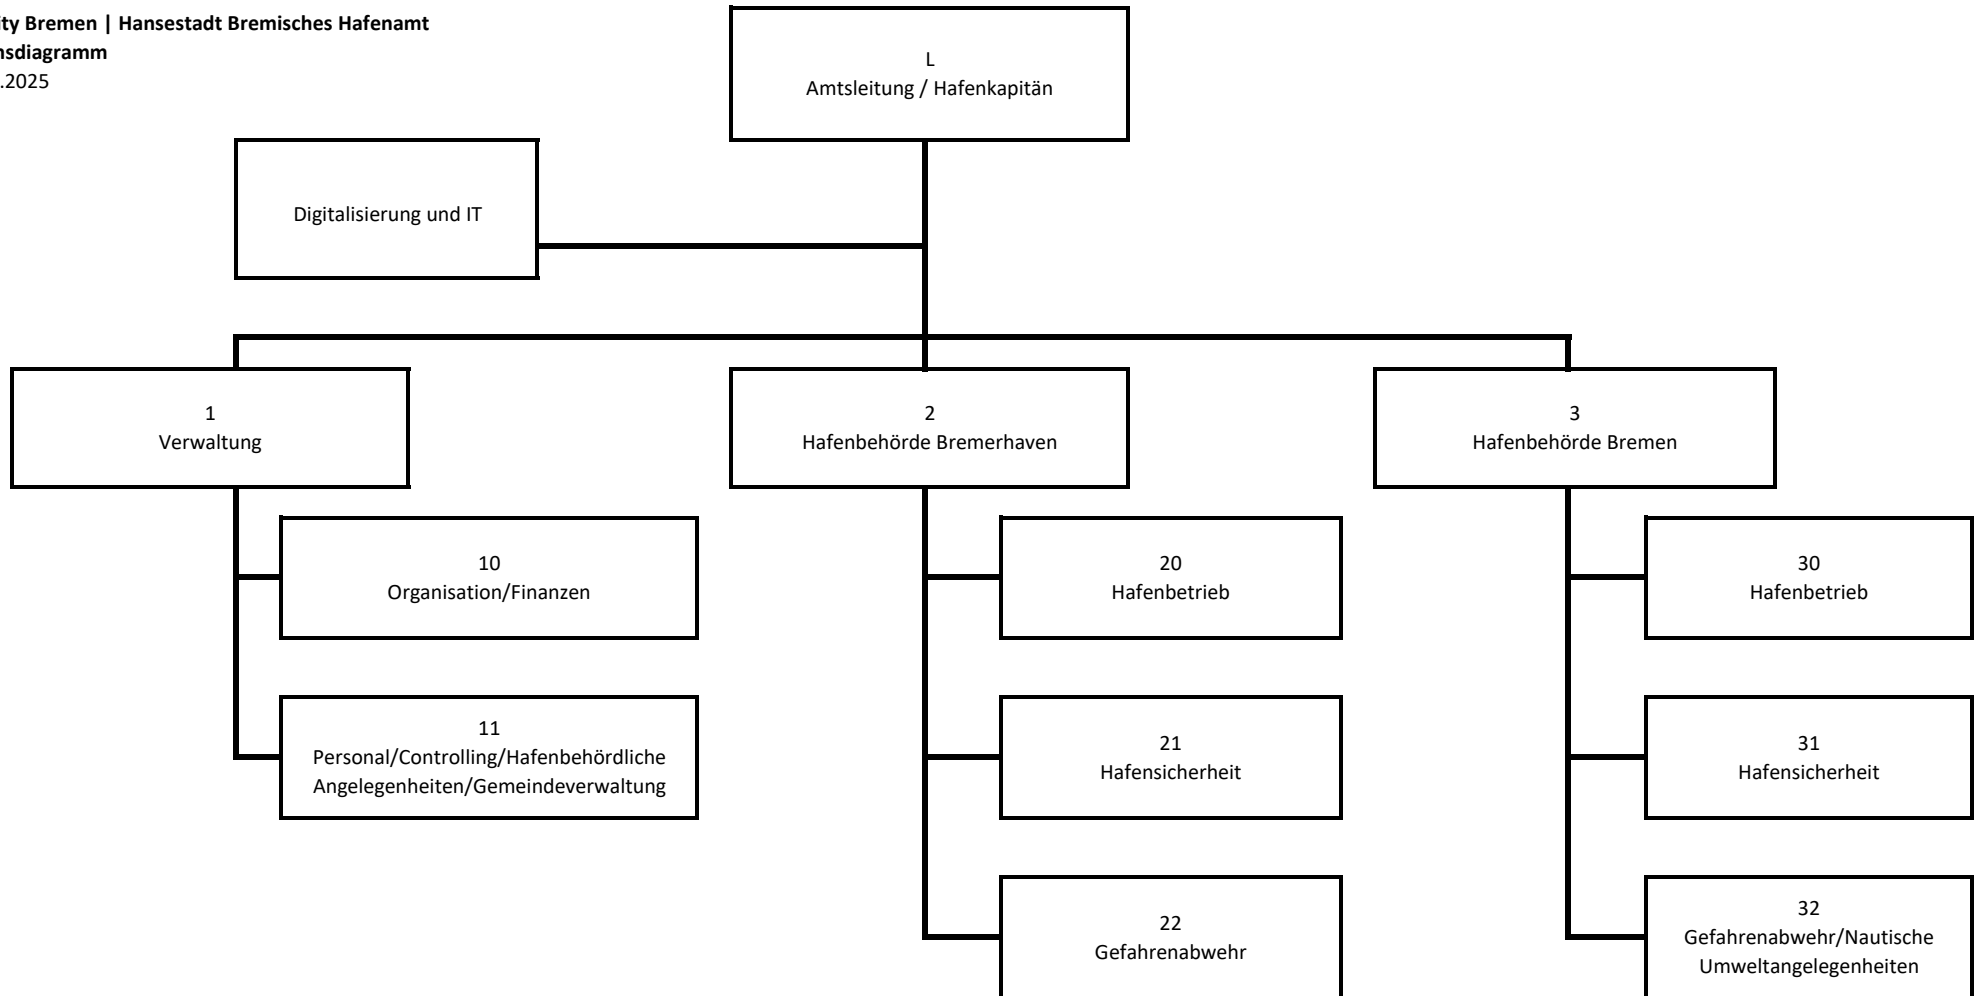 ity Bremen | Hansestadt Bremisches Hafenamt
nsdiagramm
.2025
L
Amtsleitung / Hafenkapitän
Digitalisierung und IT
1
Verwaltung
2
Hafenbehörde Bremerhaven
3
Hafenbehörde Bremen
10
Organisation/Finanzen
20
Hafenbetrieb
30
Hafenbetrieb
11
Personal/Controlling/Hafenbehördliche
Angelegenheiten/Gemeindeverwaltung
21
Hafensicherheit
31
Hafensicherheit
22
Gefahrenabwehr
32
Gefahrenabwehr/Nautische
Umweltangelegenheiten